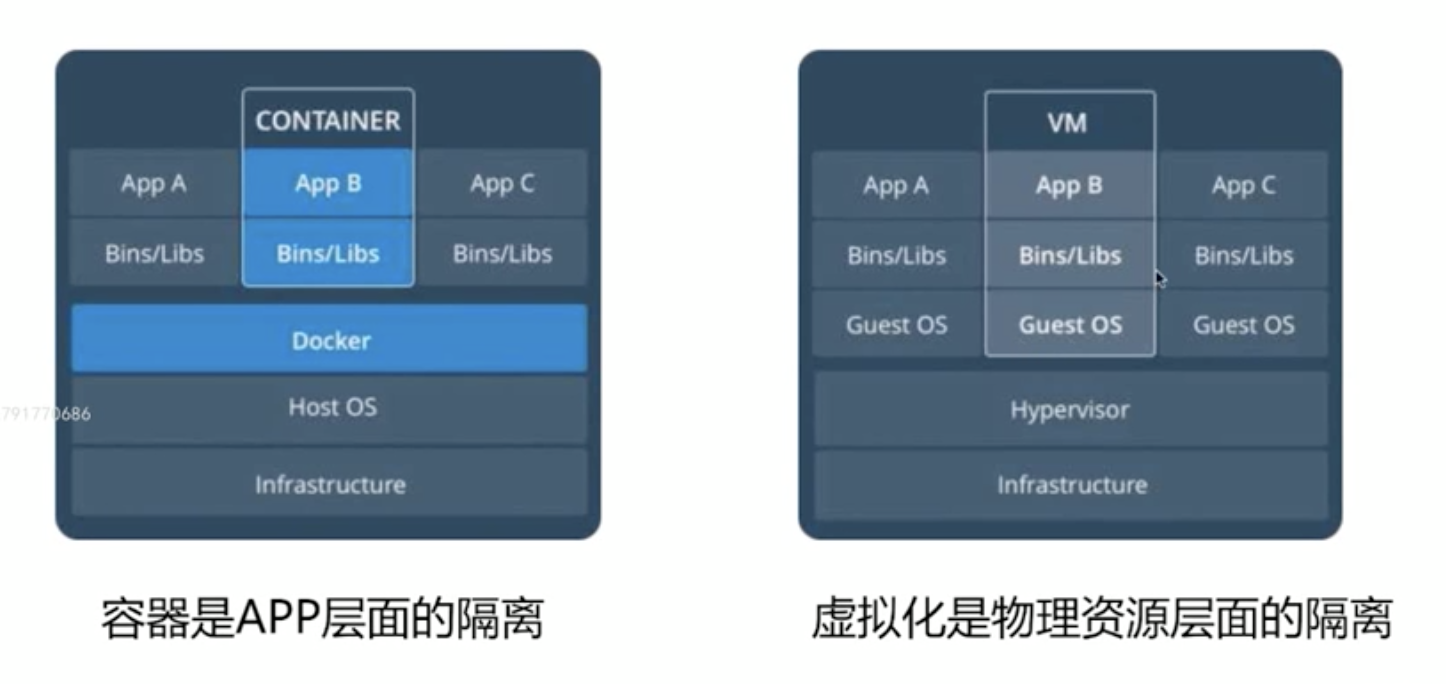 CONTAINER
App A
App B
App C
Bins/Libs
Bins/Libs
Bins/Libs
Docker
Host OS
Infrastructure
791770686
容器是APP层面的隔离
VM
App A
App B
App C
Bins/Libs
Bins/Libs
Bins/Libs
Guest OS
Guest OS
Guest OS
Hypervisor
Infrastructure
虚拟化是物理资源层面的隔离